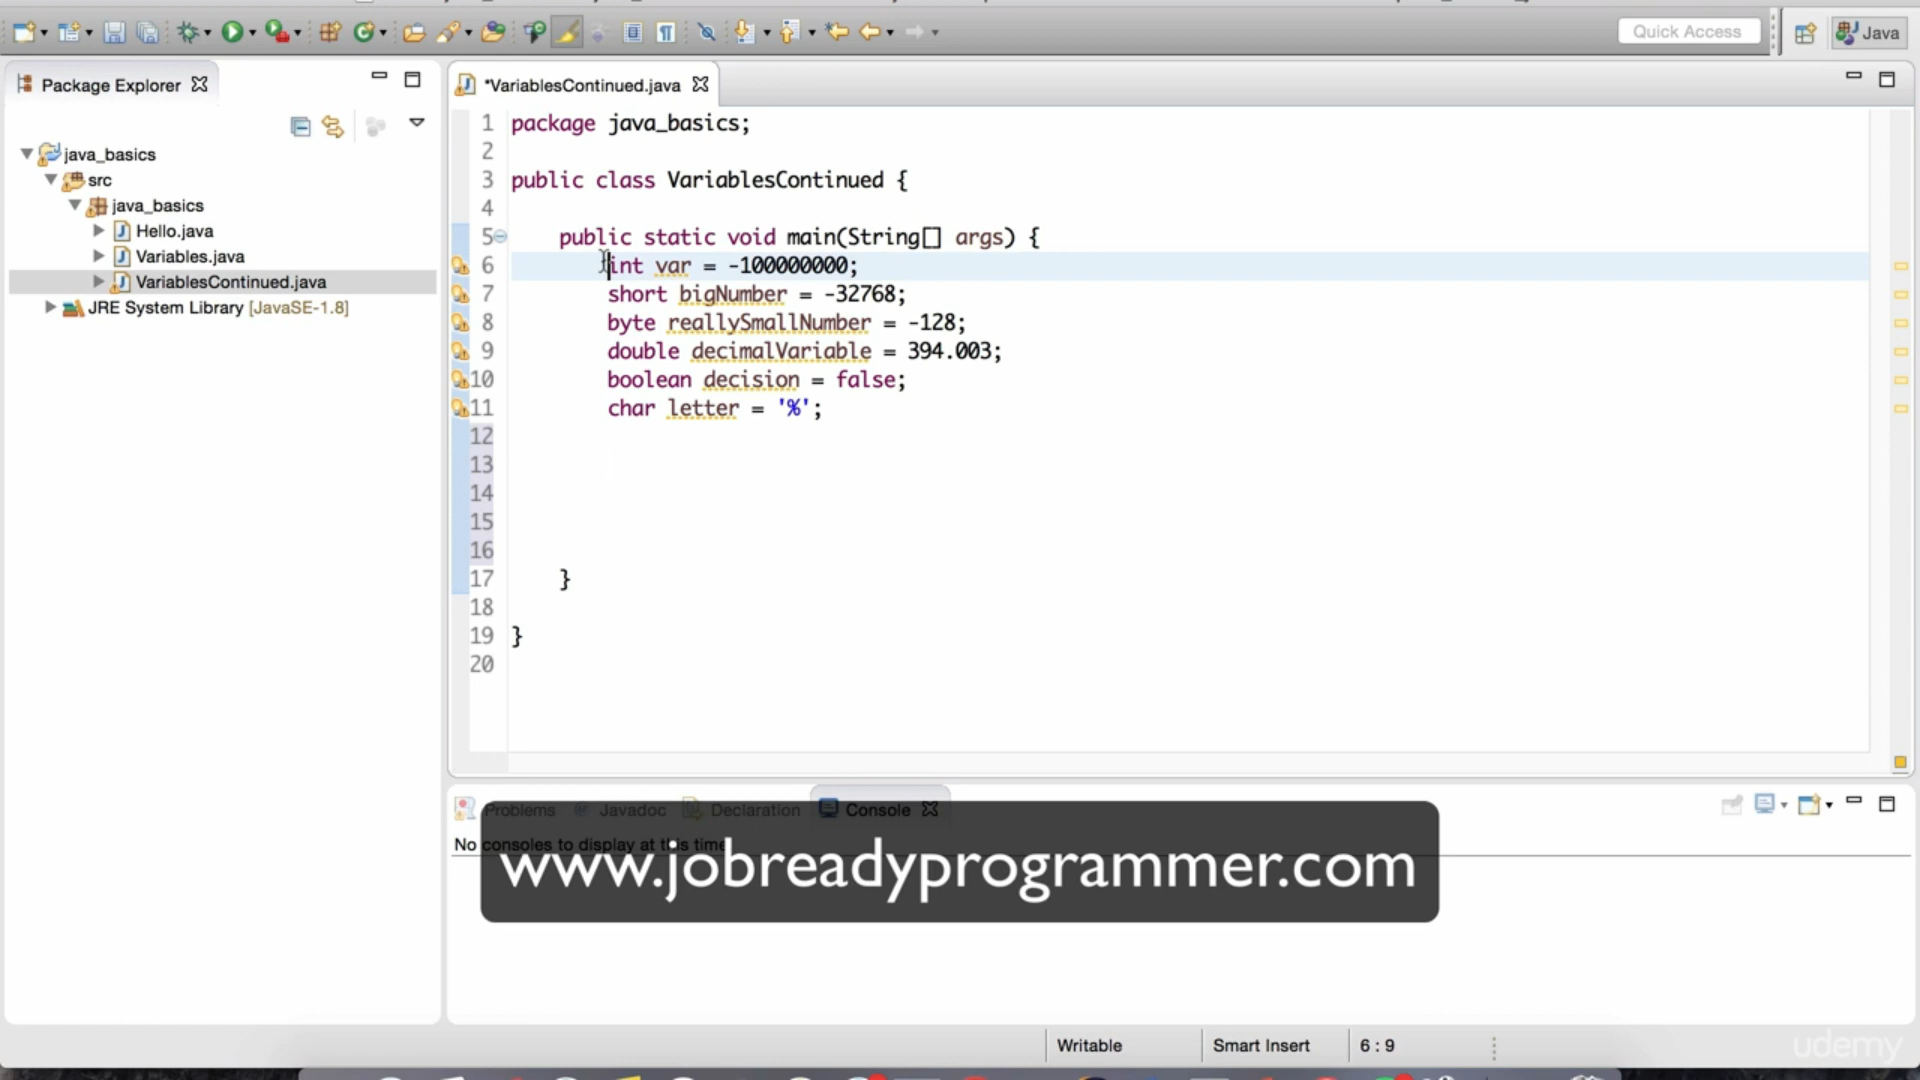 Quick Access
Java
Package Explorer
*VariablesContinued.java
java_basics
src
java_basics
Hello.java
Variables.java
VariablesContinued.java
JRE System Library [JavaSE-1.8]
1 package java_basics;
2
3 public class VariablesContinued {
4
5 public static void main(String[] args) {
6 int var = -100000000;
7 short bigNumber = -32768;
8 byte reallySmallNumber = -128;
9 double decimalVariable = 394.003;
10 boolean decision = false;
11 char letter = '%';
12
13
14
15
16
17 }
18
19 }
20
Problems Javadoc Declaration Console
No consoles to display at this time
www.jobreadyprogrammer.com
Writable
Smart Insert
6 : 9
udemy